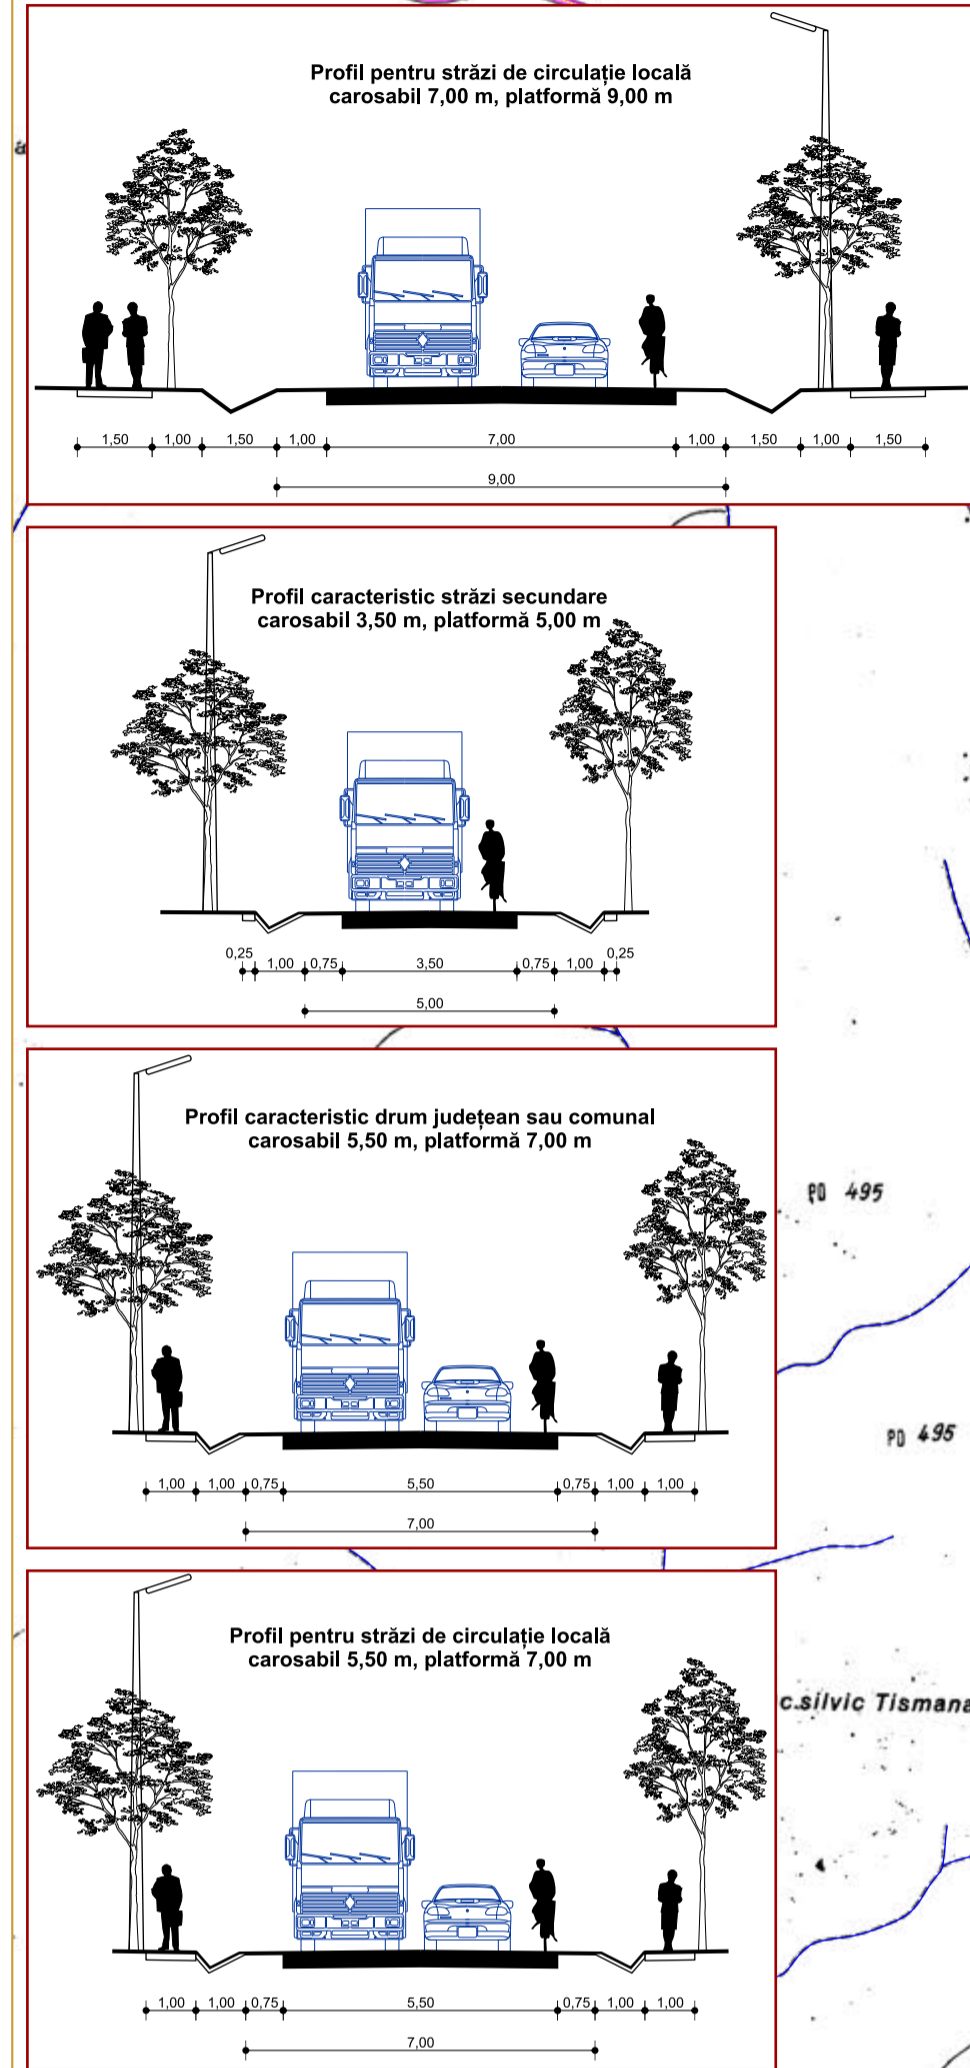 Profil pentru străzi de circulație locală
carosabil 7,00 m, platformă 9,00 m
1,50 1,00 1,50 1,00 7,00 1,00 1,50 1,00 1,50
9,00
Profil caracteristic străzi secundare
carosabil 3,50 m, platformă 5,00 m
0,25 1,00 0,75 3,50 0,75 1,00 0,25
5,00
Profil caracteristic drum județean sau comunal
carosabil 5,50 m, platformă 7,00 m
PD 495
PD 495
1,00 1,00 0,75 5,50 0,75 1,00 1,00
7,00
Profil pentru străzi de circulație locală
carosabil 5,50 m, platformă 7,00 m
c.silvic Tismana
1,00 1,00 0,75 5,50 0,75 1,00 1,00
7,00